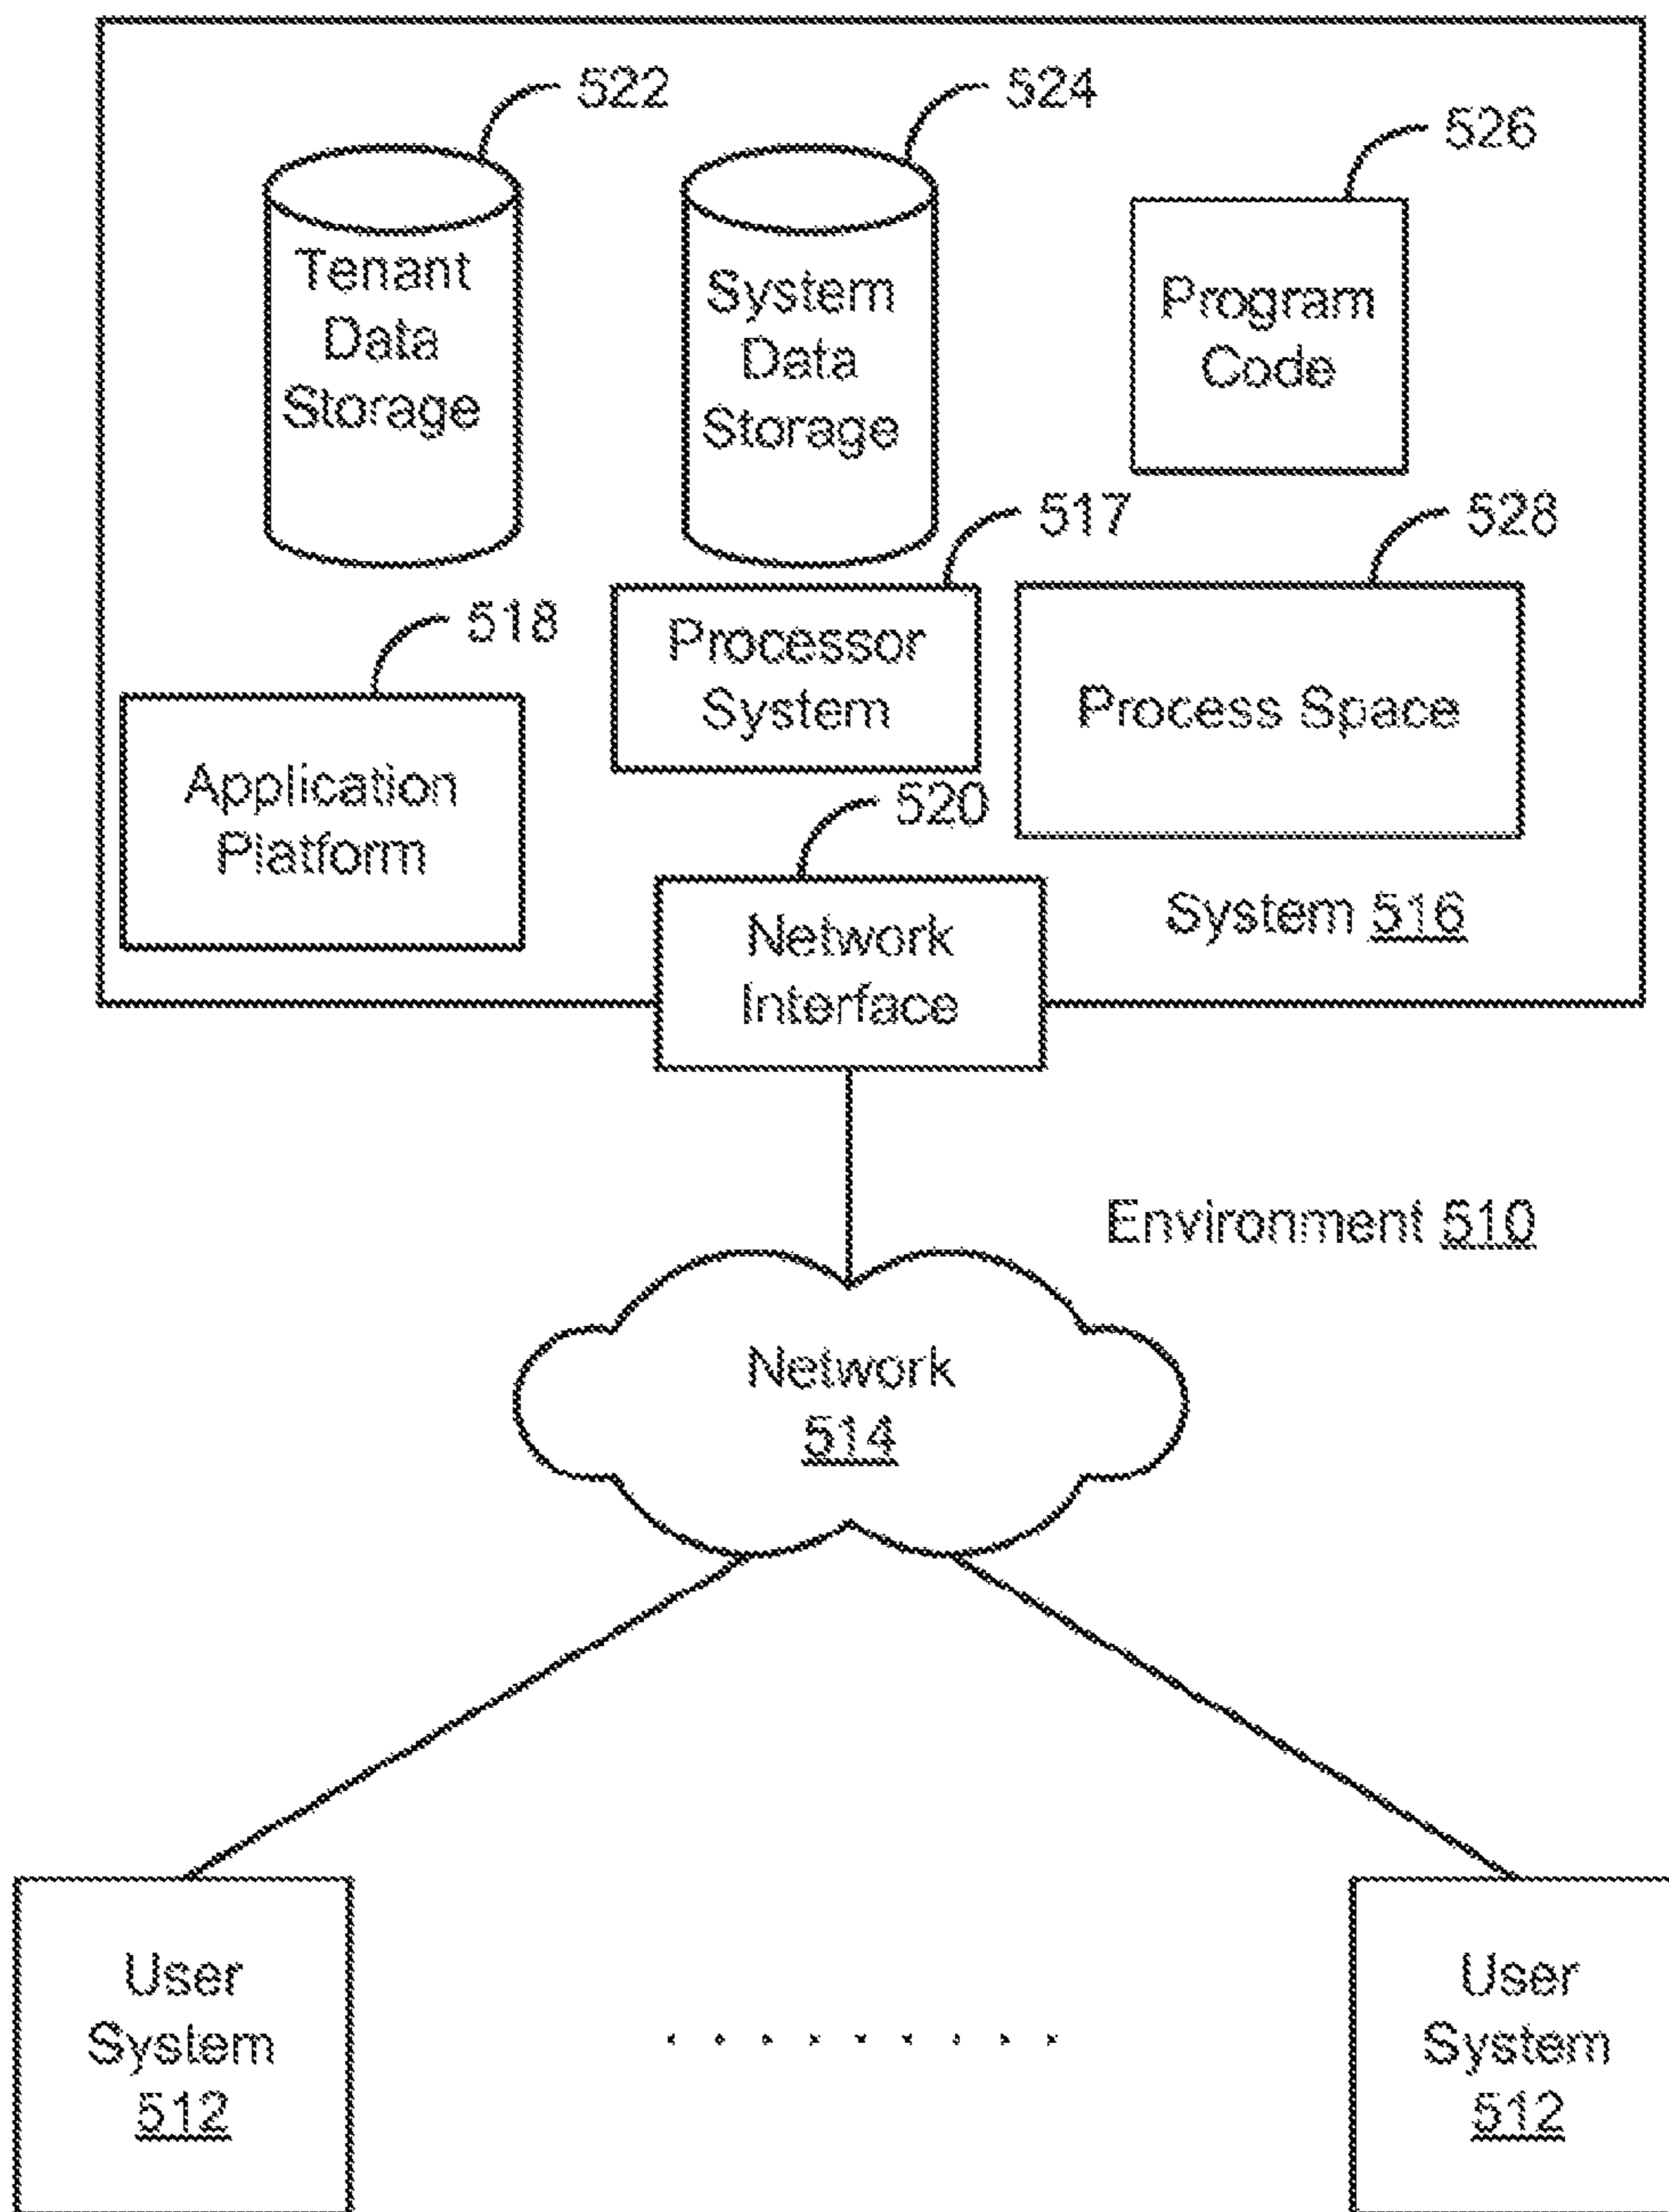 522
524
526
Tenant
Data
Storage
System
Data
Storage
Program
Code
517
528
518
Processor
System
Process Space
Application
Platform
520
Network
Interface
System 516
Environment 510
Network
514
User
System
512
User
System
512